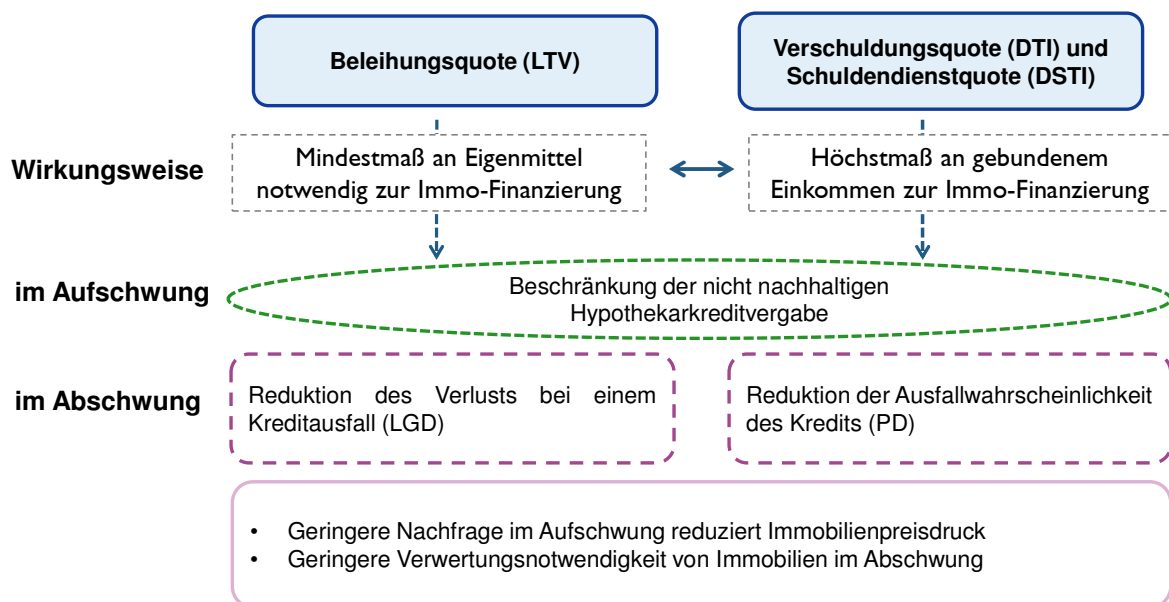 Beleihungsquote (LTV)
Verschuldungsquote (DTI) und
Schuldendienstquote (DSTI)
Wirkungsweise
Mindestmaß an Eigenmittel
notwendig zur Immo-Finanzierung
Höchstmaß an gebundenem
Einkommen zur Immo-Finanzierung
im Aufschwung
Beschränkung der nicht nachhaltigen
Hypothekarkreditvergabe
im Abschwung
Reduktion des Verlusts bei einem
Kreditausfall (LGD)
Reduktion der Ausfallwahrscheinlichkeit
des Kredits (PD)
• Geringere Nachfrage im Aufschwung reduziert Immobilienpreisdruck
• Geringere Verwertungsnotwendigkeit von Immobilien im Abschwung